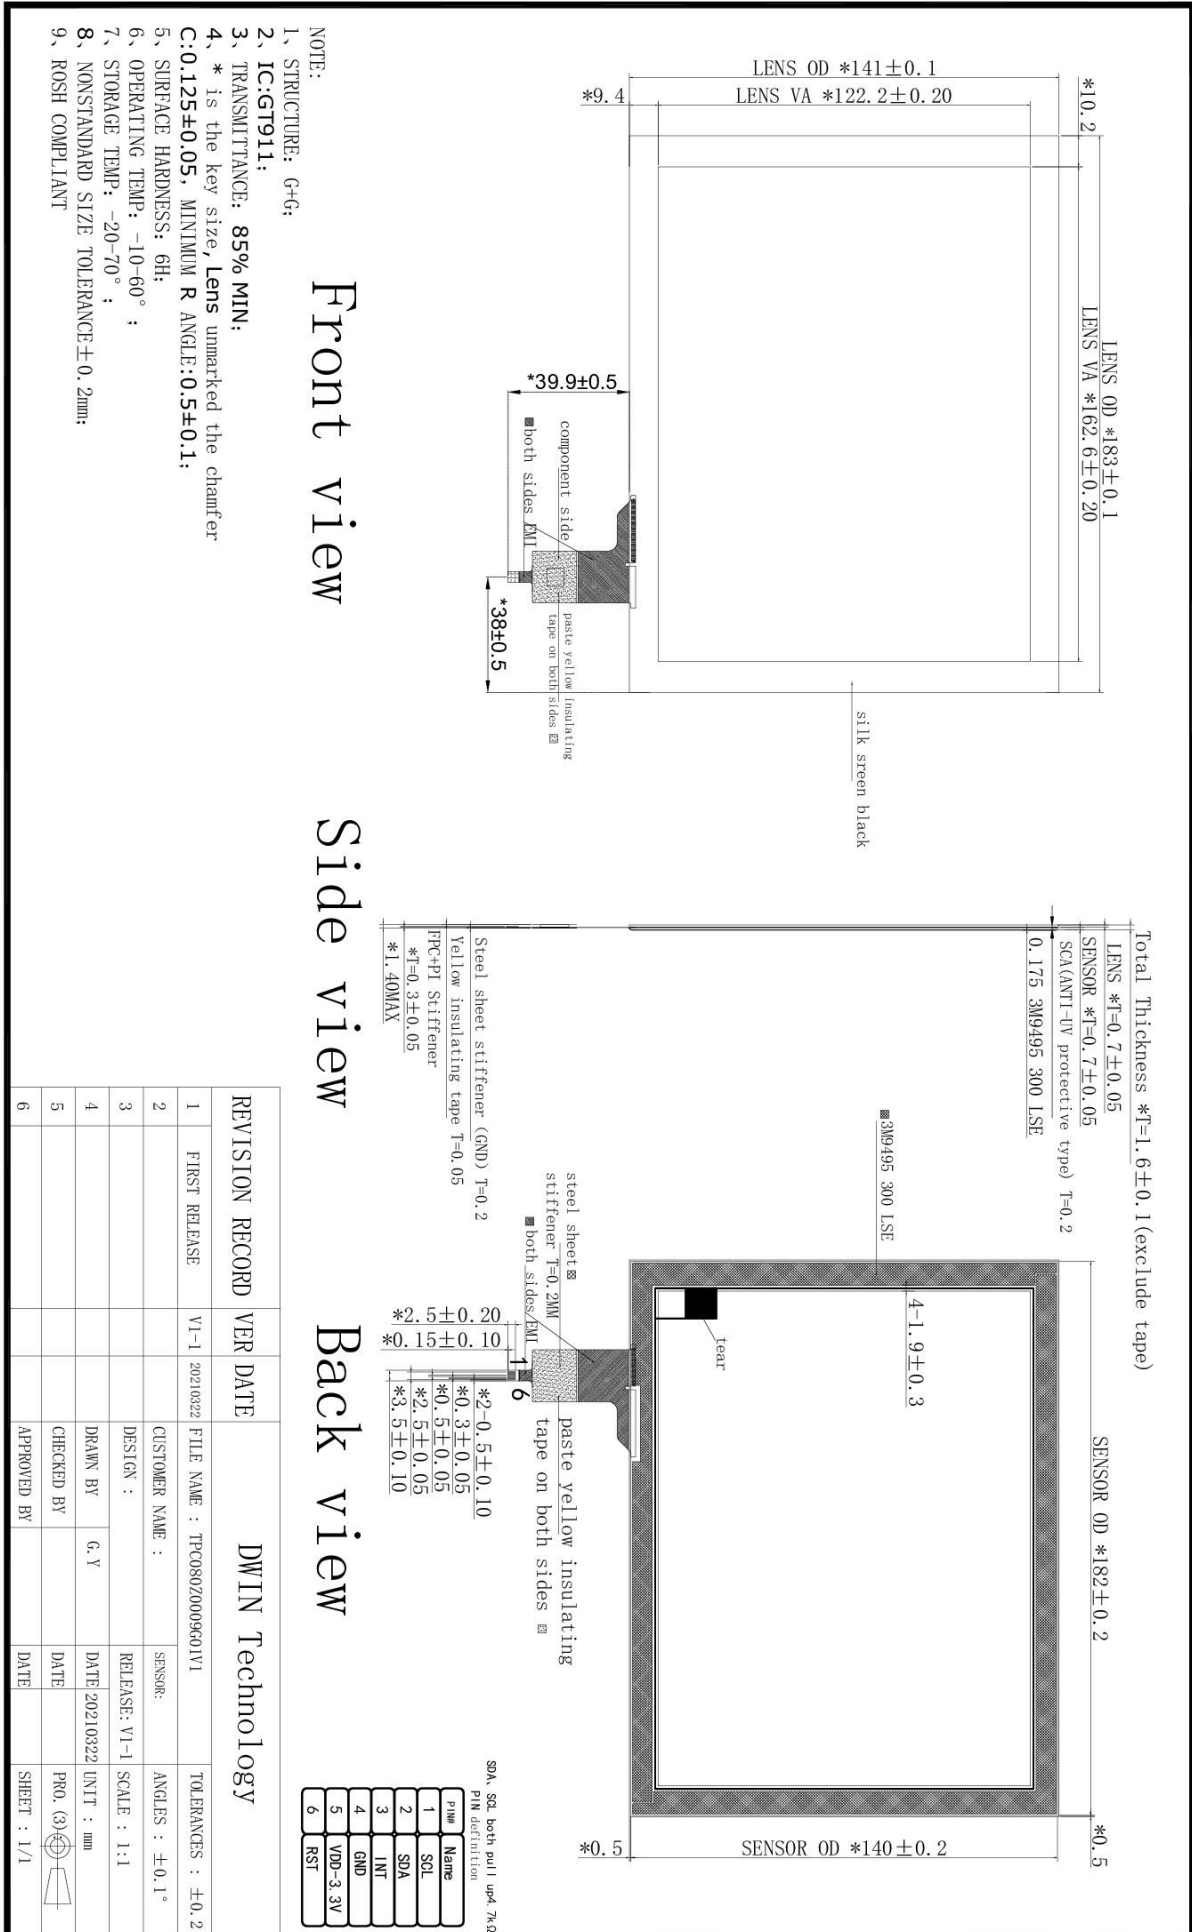 LENS OD *183±0.1
LENS VA *162.6±0.20
*10.2
LENS OD *141±0.1
LENS VA *122.2±0.20
*9.4
silk sreen black
*39.9±0.5
component side
both sides EMI
paste yellow insulating
tape on both sides
*38±0.5
Front view
Total Thickness *T=1.6±0.1(exclude tape)
LENS *T=0.7±0.05
SENSOR *T=0.7±0.05
SCA(ANTI-UV protective type) T=0.2
0.175 3M9495 300 LSE
Steel sheet stiffener (GND) T=0.2
Yellow insulating tape T=0.05
FPC+PI Stiffener
*T=0.3±0.05
*1.40MAX
Side view
SENSOR OD *182±0.2
*0.5
SENSOR OD *140±0.2
*0.5
3M9495 300 LSE
4-1.9±0.3
tear
steel sheet
stiffener T=0.2MM
both sides EMI
paste yellow insulating
tape on both sides
1 6
*2.5±0.20
*0.15±0.10
*2-0.5±0.10
*0.3±0.05
*0.5±0.05
*2.5±0.05
*3.5±0.10
Back view
SDA、SCL both pull up4.7kΩ
PIN definition
PIN# Name
1 SCL
2 SDA
3 INT
4 GND
5 VDD-3.3V
6 RST
NOTE:
1、STRUCTURE: G+G;
2、IC:GT911;
3、TRANSMITTANCE: 85% MIN;
4、* is the key size, Lens unmarked the chamfer
C:0.125±0.05, MINIMUM R ANGLE:0.5±0.1;
5、SURFACE HARDNESS: 6H;
6、OPERATING TEMP: -10-60° ;
7、STORAGE TEMP: -20-70° ;
8、NONSTANDARD SIZE TOLERANCE±0.2mm;
9、ROSH COMPLIANT
REVISION RECORD VER DATE
1 FIRST RELEASE V1-1 20210322
2
3
4
5
6
DWIN Technology
FILE NAME : TPC080Z0009G01V1 TOLERANCES : ±0.2
CUSTOMER NAME : SENSOR: ANGLES : ±0.1°
DESIGN : RELEASE: V1-1 SCALE : 1:1
DRAWN BY G.Y DATE 20210322 UNIT : mm
CHECKED BY DATE PRO. (3)
APPROVED BY DATE SHEET : 1/1